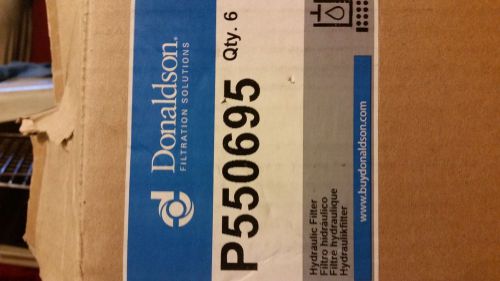 Donaldson®
FILTRATION SOLUTIONS
P550695 Qty. 6
Hydraulic Filter
Filtro hidráulico
Filtre hydraulique
Hydraulikfilter
www.buydonaldson.com